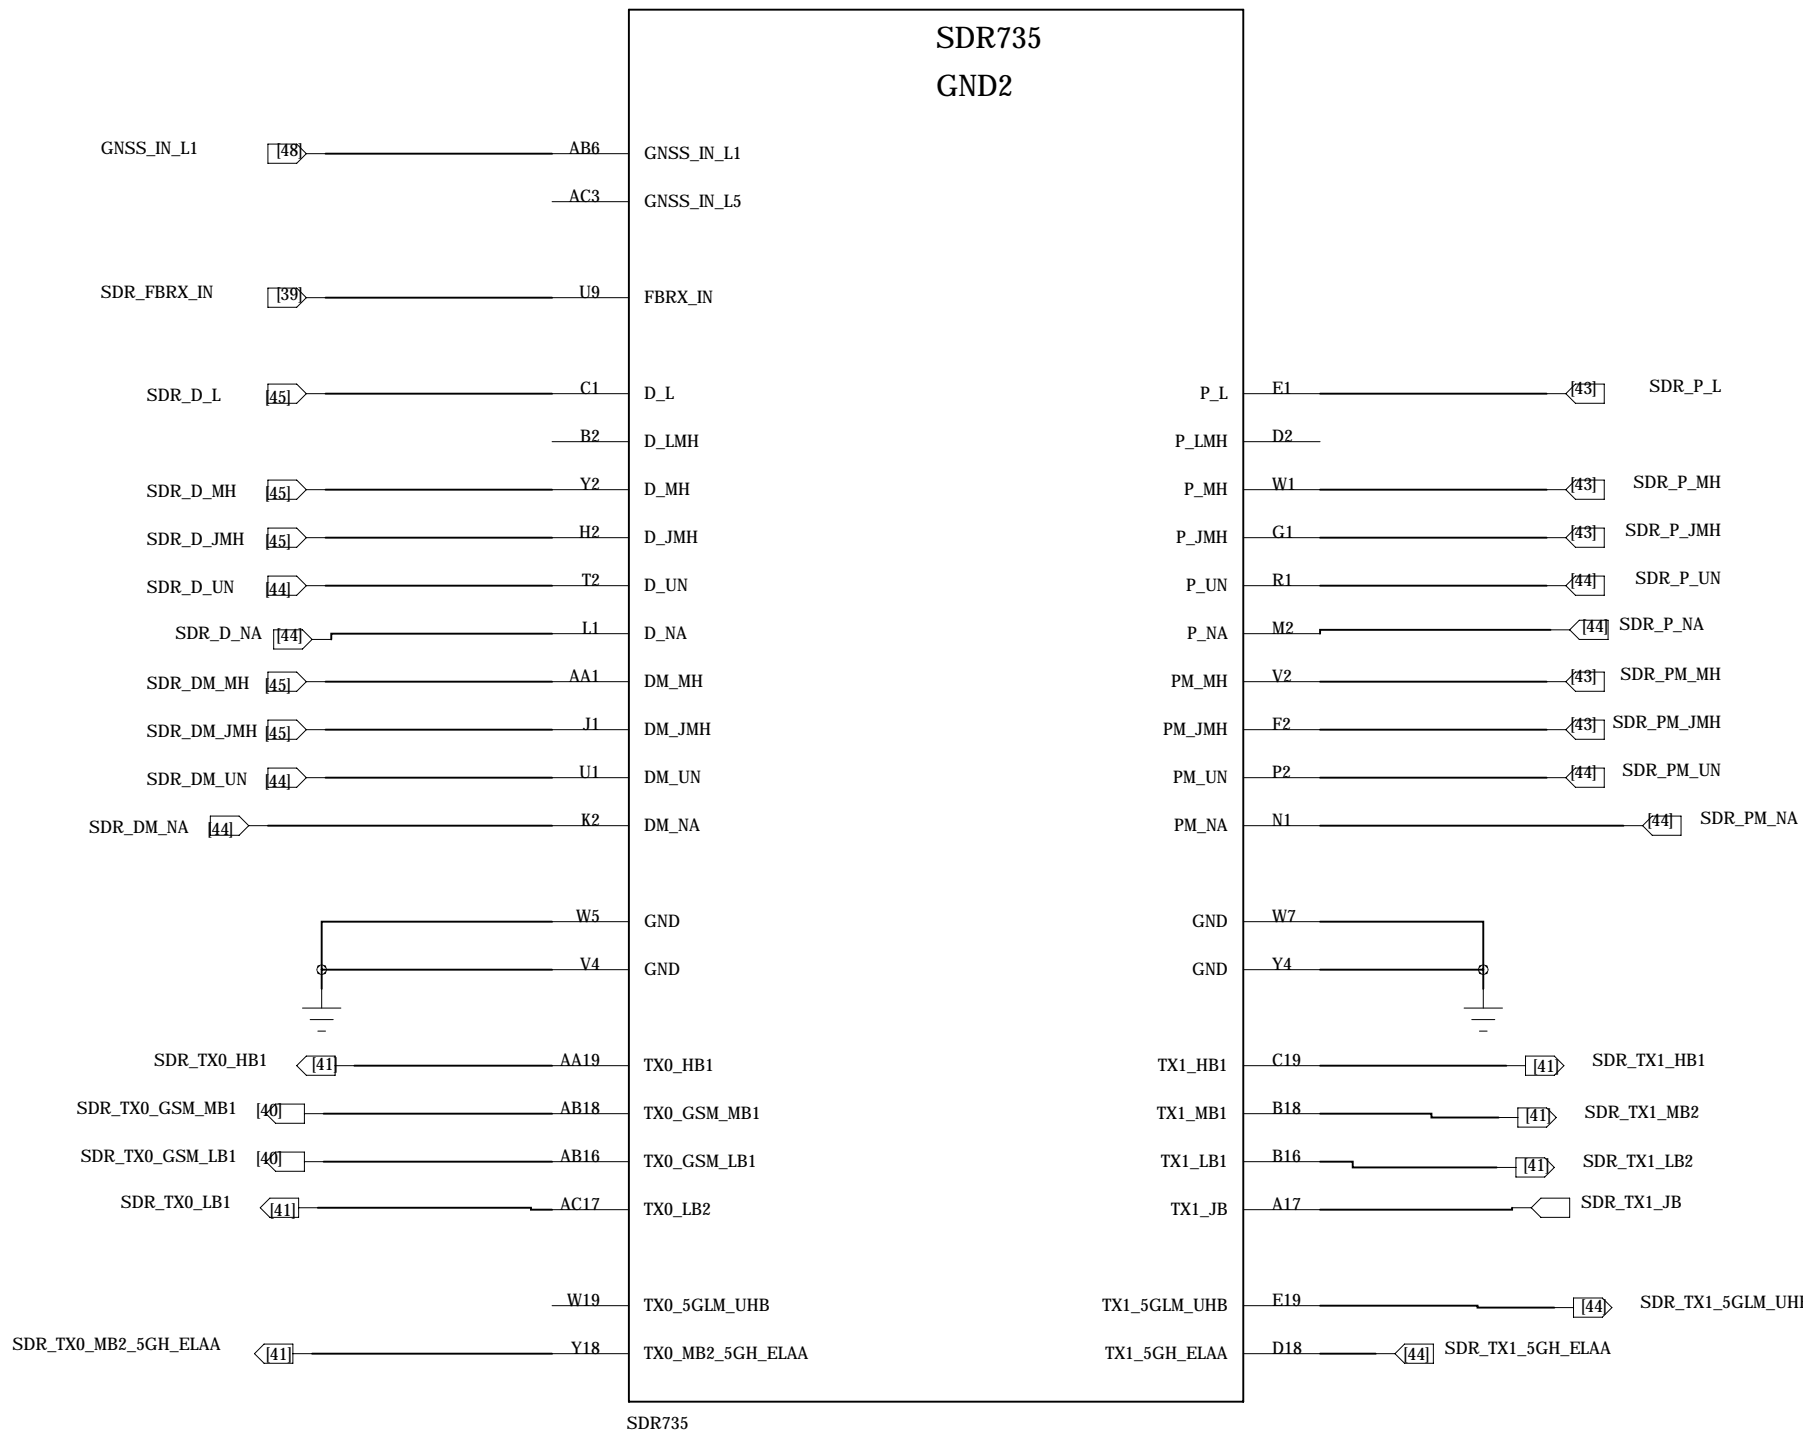 SDR735
GND2
GNSS_IN_L1 [48] AB6 GNSS_IN_L1
AC3 GNSS_IN_L5
SDR_FBRX_IN [39] U9 FBRX_IN
SDR_D_L [45] C1 D_L P_L E1 [43] SDR_P_L
B2 D_LMH P_LMH D2
SDR_D_MH [45] Y2 D_MH P_MH W1 [43] SDR_P_MH
SDR_D_JMH [45] H2 D_JMH P_JMH G1 [43] SDR_P_JMH
SDR_D_UN [44] T2 D_UN P_UN R1 [44] SDR_P_UN
SDR_D_NA [44] L1 D_NA P_NA M2 [44] SDR_P_NA
SDR_DM_MH [45] AA1 DM_MH PM_MH V2 [43] SDR_PM_MH
SDR_DM_JMH [45] J1 DM_JMH PM_JMH F2 [43] SDR_PM_JMH
SDR_DM_UN [44] U1 DM_UN PM_UN P2 [44] SDR_PM_UN
SDR_DM_NA [44] K2 DM_NA PM_NA N1 [44] SDR_PM_NA
W5 GND GND W7
V4 GND GND Y4
SDR_TX0_HB1 [41] AA19 TX0_HB1 TX1_HB1 C19 [41] SDR_TX1_HB1
SDR_TX0_GSM_MB1 [40] AB18 TX0_GSM_MB1 TX1_MB1 B18 [41] SDR_TX1_MB2
SDR_TX0_GSM_LB1 [40] AB16 TX0_GSM_LB1 TX1_LB1 B16 [41] SDR_TX1_LB2
SDR_TX0_LB1 [41] AC17 TX0_LB2 TX1_JB A17 SDR_TX1_JB
W19 TX0_5GLM_UHB TX1_5GLM_UHB E19 [44]
SDR_TX0_MB2_5GH_ELAA [41] Y18 TX0_MB2_5GH_ELAA TX1_5GH_ELAA D18 [44] SDR_TX1_5GH_ELAA
SDR735